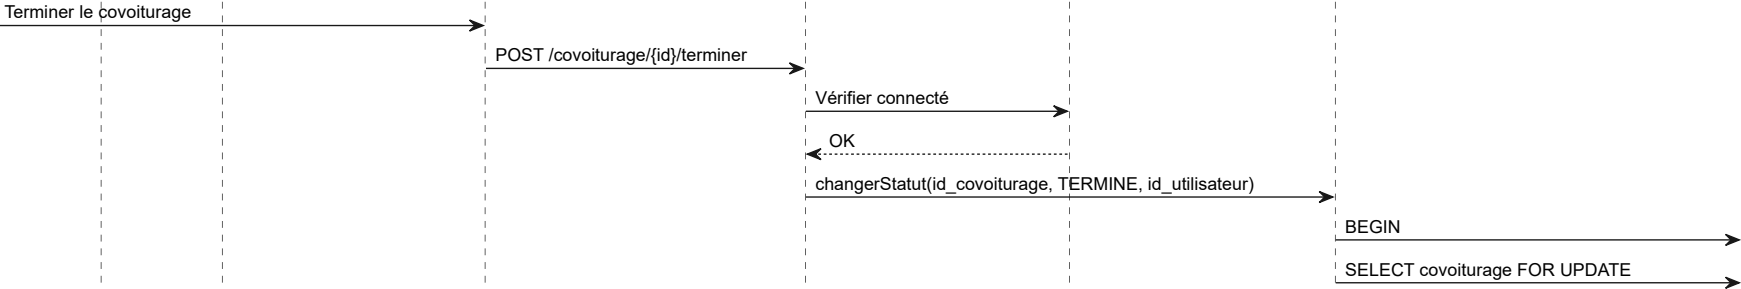 Terminer le covoiturage
POST /covoiturage/{id}/terminer
Vérifier connecté
OK
changerStatut(id_covoiturage, TERMINE, id_utilisateur)
BEGIN
SELECT covoiturage FOR UPDATE